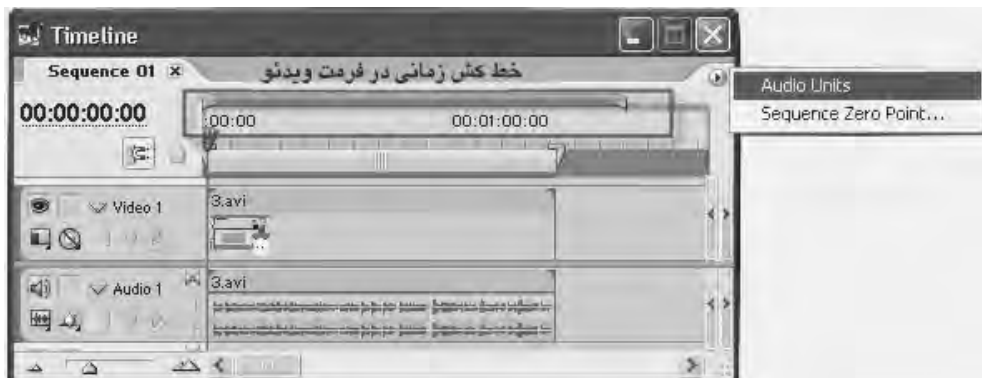 Timeline
Sequence 01 x
خط کش زمانی در فرمت ویدئو
Audio Units
Sequence Zero Point...
00:00:00:00
:00:00
00:01:00:00
Video 1
3.avi
Audio 1
3.avi